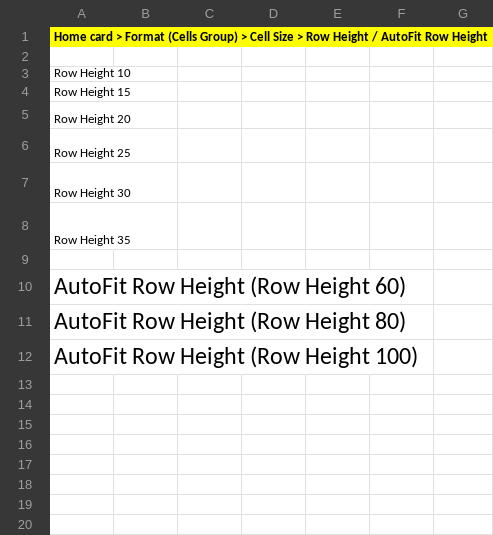 A B C D E F G
1 Home card > Format (Cells Group) > Cell Size > Row Height / AutoFit Row Height
2
3 Row Height 10
4 Row Height 15
5 Row Height 20
6 Row Height 25
7 Row Height 30
8 Row Height 35
9
10 AutoFit Row Height (Row Height 60)
11 AutoFit Row Height (Row Height 80)
12 AutoFit Row Height (Row Height 100)
13
14
15
16
17
18
19
20